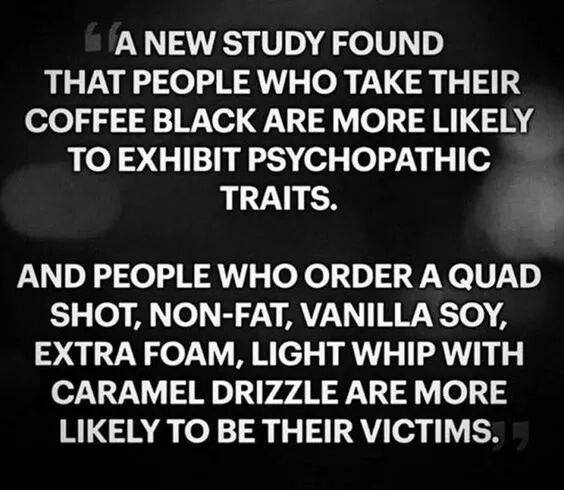 “A NEW STUDY FOUND
THAT PEOPLE WHO TAKE THEIR
COFFEE BLACK ARE MORE LIKELY
TO EXHIBIT PSYCHOPATHIC
TRAITS.
AND PEOPLE WHO ORDER A QUAD
SHOT, NON-FAT, VANILLA SOY,
EXTRA FOAM, LIGHT WHIP WITH
CARAMEL DRIZZLE ARE MORE
LIKELY TO BE THEIR VICTIMS.”